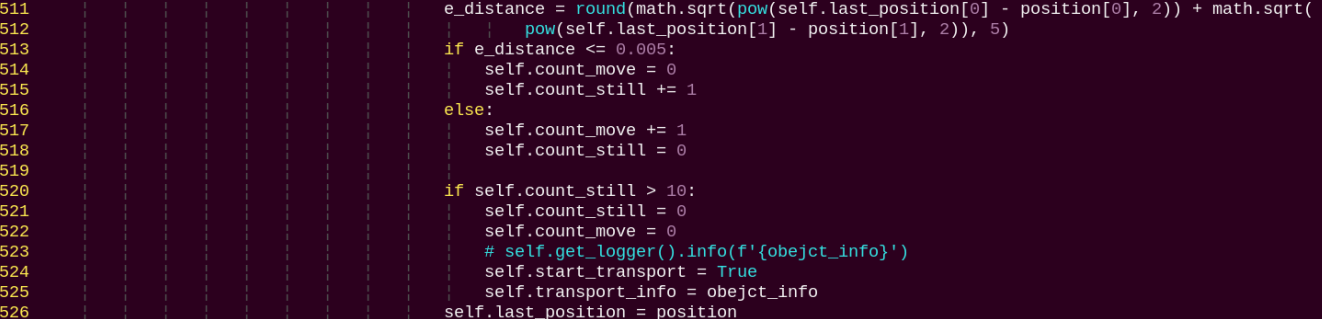 511 e_distance = round(math.sqrt(pow(self.last_position[0] - position[0], 2)) + math.sqrt(
512 pow(self.last_position[1] - position[1], 2)), 5)
513 if e_distance <= 0.005:
514 self.count_move = 0
515 self.count_still += 1
516 else:
517 self.count_move += 1
518 self.count_still = 0
519
520 if self.count_still > 10:
521 self.count_still = 0
522 self.count_move = 0
523 # self.get_logger().info(f'{obejct_info}')
524 self.start_transport = True
525 self.transport_info = obejct_info
526 self.last_position = position